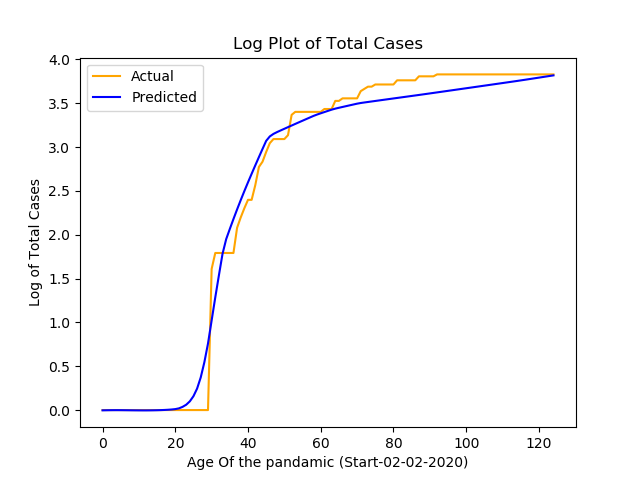 Log Plot of Total Cases
Actual
Predicted
4.0
3.5
3.0
2.5
2.0
1.5
1.0
0.5
0.0
Log of Total Cases
0 20 40 60 80 100 120
Age Of the pandamic (Start-02-02-2020)